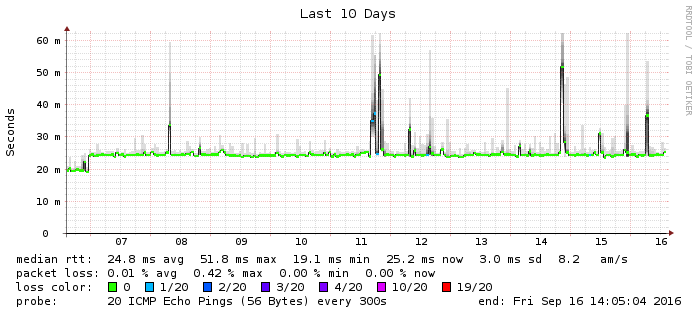 Last 10 Days
RRDTOOL / TOBI OETIKER
Seconds
60 m
50 m
40 m
30 m
20 m
10 m
0
07 08 09 10 11 12 13 14 15 16
median rtt: 24.8 ms avg 51.8 ms max 19.1 ms min 25.2 ms now 3.0 ms sd 8.2 am/s
packet loss: 0.01 % avg 0.42 % max 0.00 % min 0.00 % now
loss color: 0 1/20 2/20 3/20 4/20 10/20 19/20
probe: 20 ICMP Echo Pings (56 Bytes) every 300s end: Fri Sep 16 14:05:04 2016